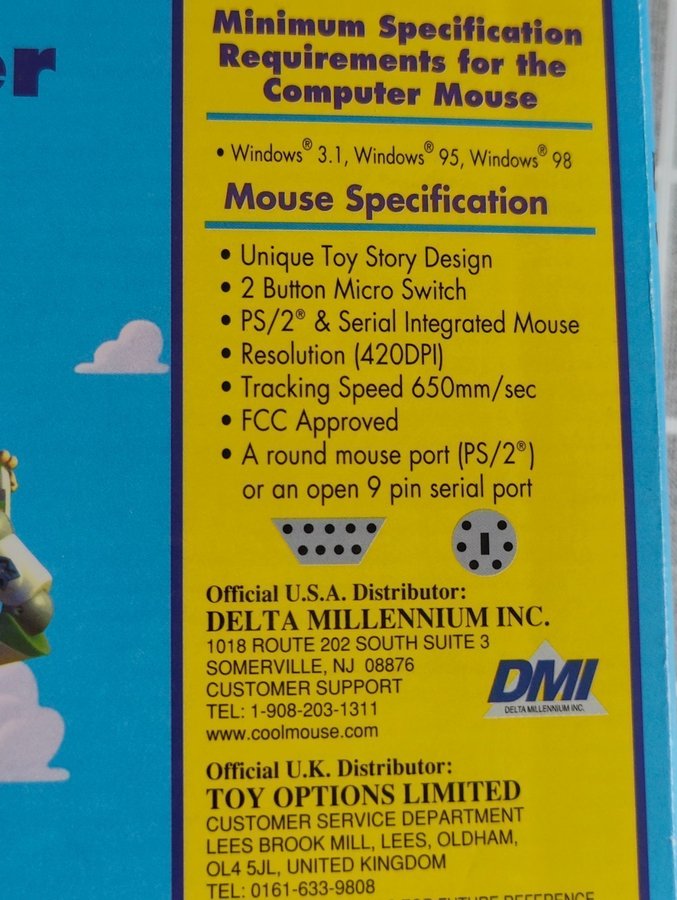 er
Minimum Specification
Requirements for the
Computer Mouse
• Windows® 3.1, Windows® 95, Windows® 98
Mouse Specification
• Unique Toy Story Design
• 2 Button Micro Switch
• PS/2® & Serial Integrated Mouse
• Resolution (420DPI)
• Tracking Speed 650mm/sec
• FCC Approved
• A round mouse port (PS/2®)
or an open 9 pin serial port
Official U.S.A. Distributor:
DELTA MILLENNIUM INC.
1018 ROUTE 202 SOUTH SUITE 3
SOMERVILLE, NJ 08876
CUSTOMER SUPPORT
TEL: 1-908-203-1311
www.coolmouse.com
DMI
DELTA MILLENNIUM INC.
Official U.K. Distributor:
TOY OPTIONS LIMITED
CUSTOMER SERVICE DEPARTMENT
LEES BROOK MILL, LEES, OLDHAM,
OL4 5JL, UNITED KINGDOM
TEL: 0161-633-9808
FOR FUTURE REFERENCE